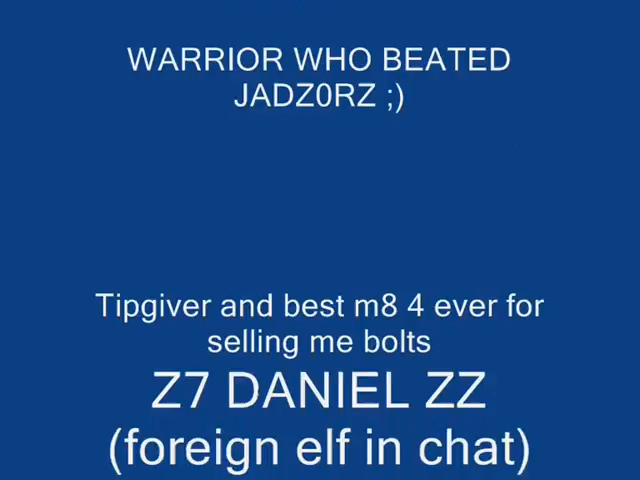 WARRIOR WHO BEATED
JADZ0RZ ;)
Tipgiver and best m8 4 ever for
selling me bolts
Z7 DANIEL ZZ
(foreign elf in chat)